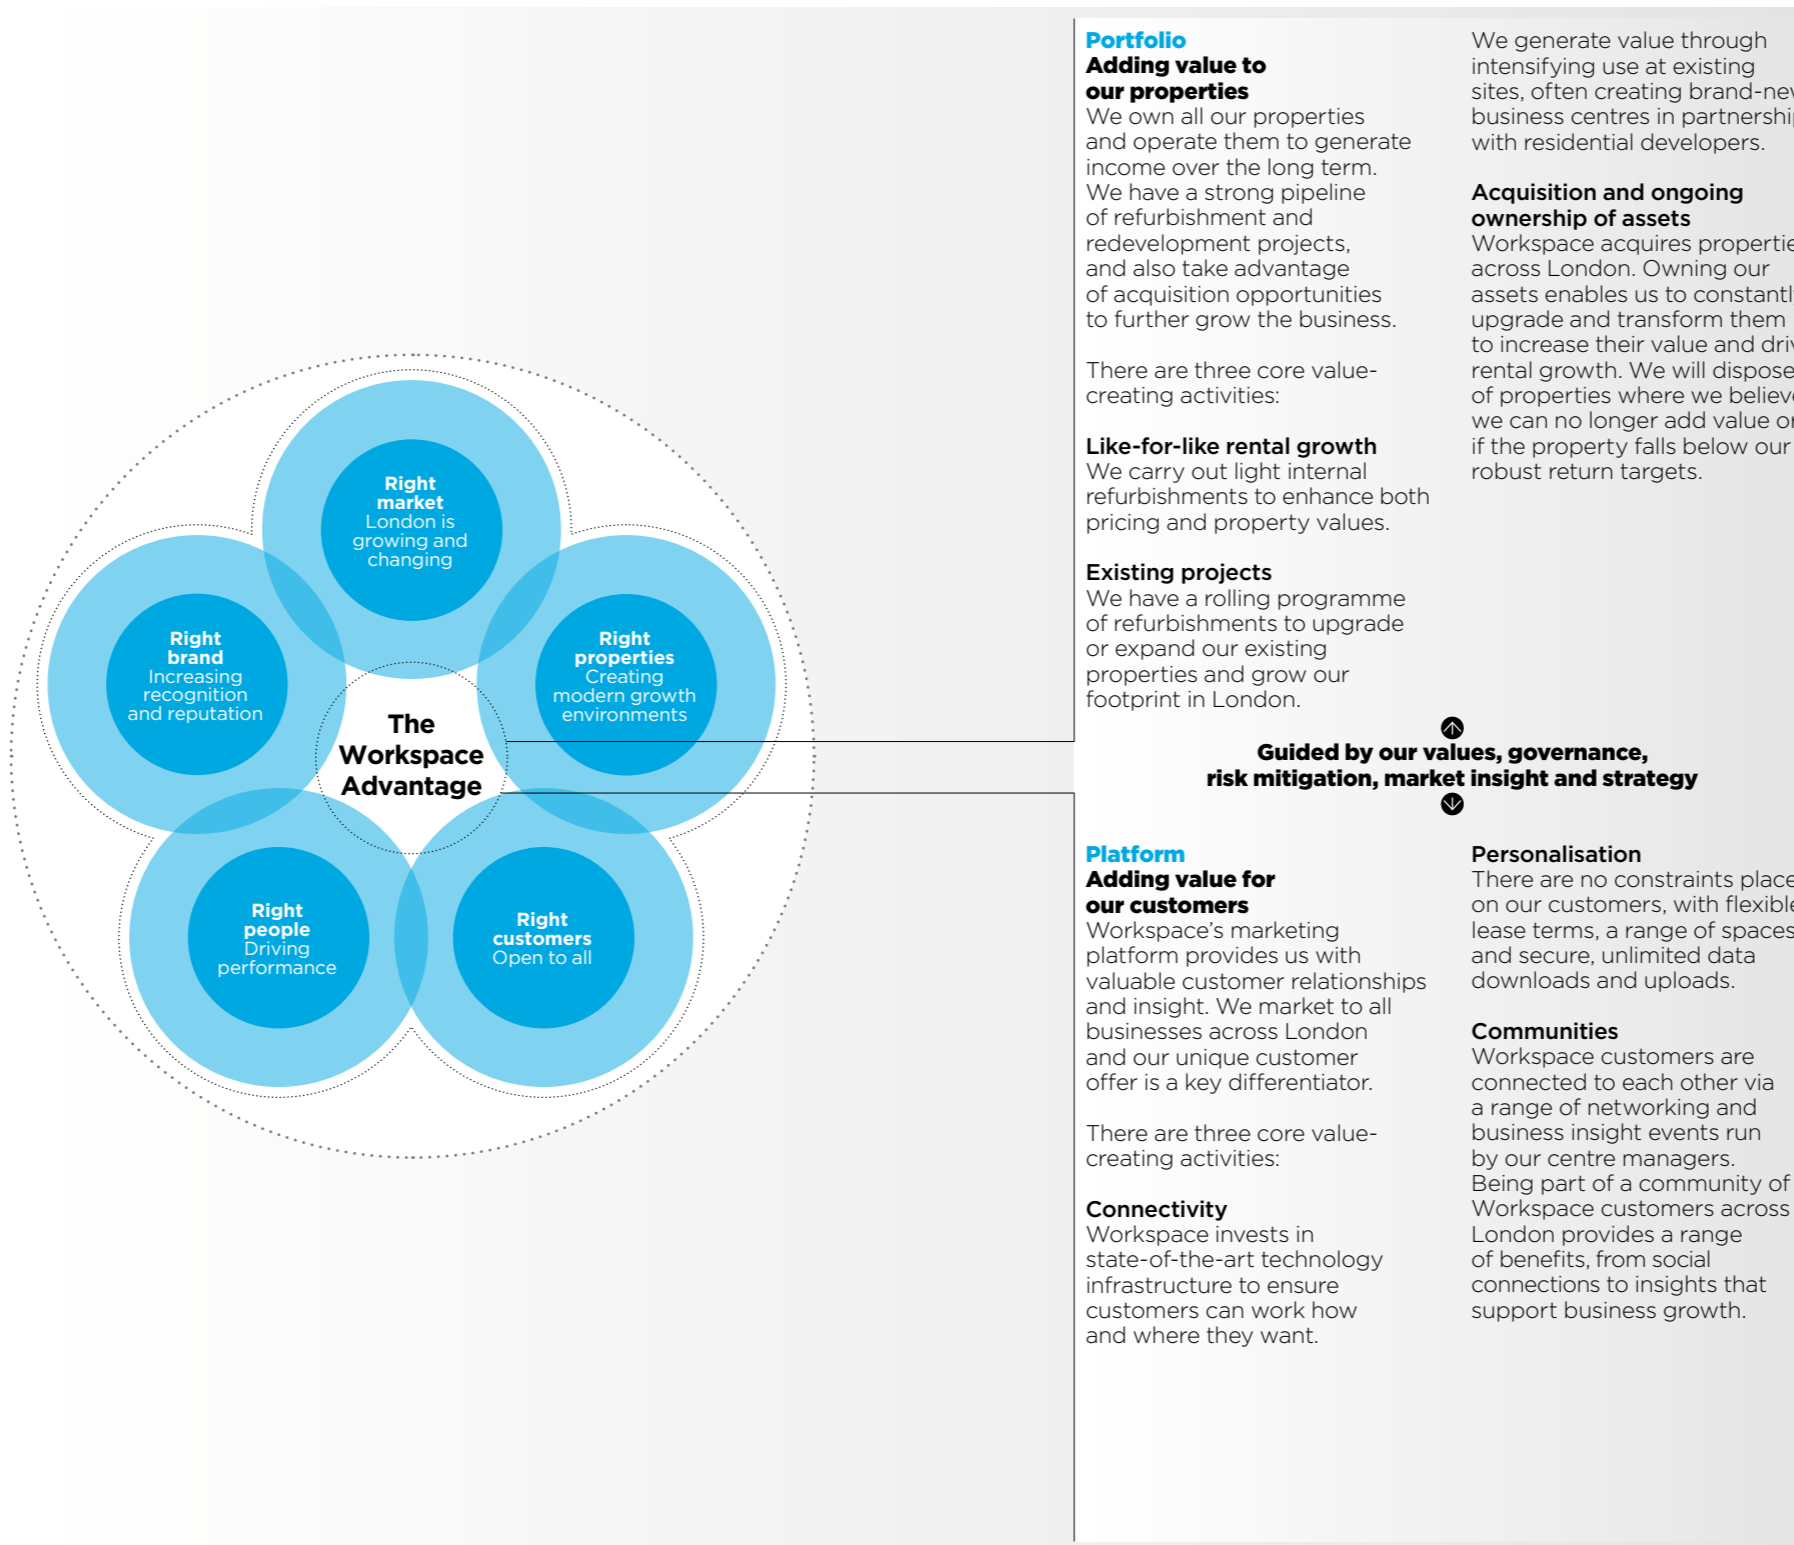 Right
market
London is
growing and
changing
Right
brand
Increasing
recognition
and reputation
Right
properties
Creating
modern growth
environments
The
Workspace
Advantage
Right
people
Driving
performance
Right
customers
Open to all
Portfolio
Adding value to
our properties
We own all our properties
and operate them to generate
income over the long term.
We have a strong pipeline
of refurbishment and
redevelopment projects,
and also take advantage
of acquisition opportunities
to further grow the business.
There are three core value-
creating activities:
Like-for-like rental growth
We carry out light internal
refurbishments to enhance both
pricing and property values.
Existing projects
We have a rolling programme
of refurbishments to upgrade
or expand our existing
properties and grow our
footprint in London.
We generate value through
intensifying use at existing
sites, often creating brand-new
business centres in partnership
with residential developers.
Acquisition and ongoing
ownership of assets
Workspace acquires propertie
across London. Owning our
assets enables us to constantly
upgrade and transform them
to increase their value and driv
rental growth. We will dispose
of properties where we believe
we can no longer add value or
if the property falls below our
robust return targets.
Guided by our values, governance,
risk mitigation, market insight and strategy
Platform
Adding value for
our customers
Workspace’s marketing
platform provides us with
valuable customer relationships
and insight. We market to all
businesses across London
and our unique customer
offer is a key differentiator.
There are three core value-
creating activities:
Connectivity
Workspace invests in
state-of-the-art technology
infrastructure to ensure
customers can work how
and where they want.
Personalisation
There are no constraints place
on our customers, with flexible
lease terms, a range of spaces
and secure, unlimited data
downloads and uploads.
Communities
Workspace customers are
connected to each other via
a range of networking and
business insight events run
by our centre managers.
Being part of a community of
Workspace customers across
London provides a range
of benefits, from social
connections to insights that
support business growth.